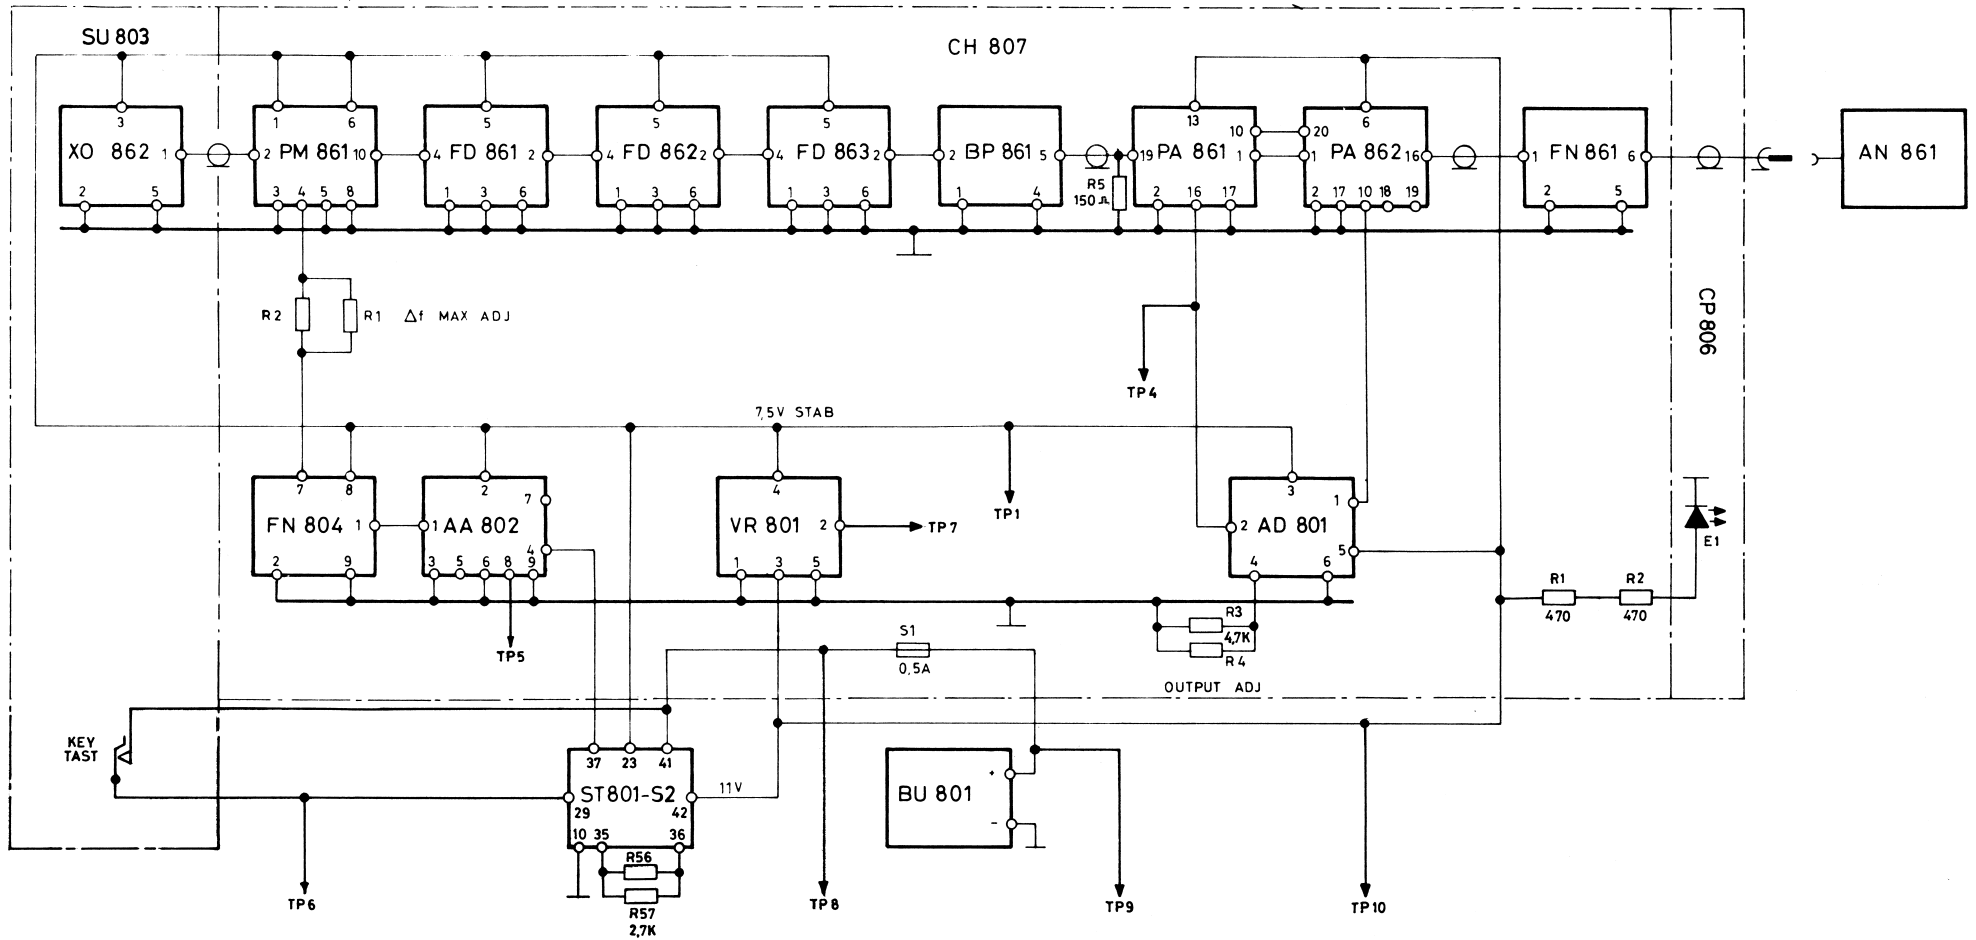 SU 803
CH 807
3
1
6
5
5
5
13
6
XO 862
1
2
PM 861
10
4
FD 861
2
4
FD 862
2
4
FD 863
2
2
BP 861
5
19
PA 861
10
1
20
1
PA 862
16
1
FN 861
6
AN 861
2
5
3
4
5
8
1
3
6
1
3
6
1
3
6
1
4
R5
150 Ω
2
16
17
2
17
10
18
19
2
5
R2
R1
Δf MAX ADJ
CP 806
TP4
7,5V STAB
7
8
2
7
4
3
1
FN 804
1
1
AA 802
4
VR 801
2
TP7
TP1
2
AD 801
5
E1
2
9
3
5
6
8
9
1
3
5
4
6
R1
470
R2
470
TP5
S1
0,5A
R3
4,7K
R4
OUTPUT ADJ
KEY
TAST
37
23
41
ST801-S2
11V
29
42
10
35
36
BU 801
+
-
R56
R57
2,7K
TP6
TP8
TP9
TP10